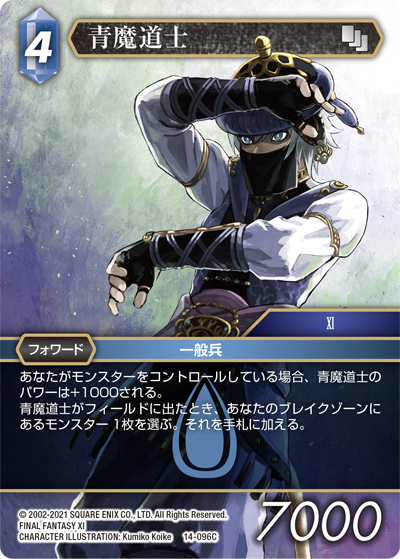 4
青魔道士
XI
フォワード
一般兵
あなたがモンスターをコントロールしている場合、青魔道士の
パワーは+1000される。
青魔道士がフィールドに出たとき、あなたのブレイクゾーンに
あるモンスター 1枚を選ぶ。それを手札に加える。
© 2002-2021 SQUARE ENIX CO., LTD. All Rights Reserved.
FINAL FANTASY XI
CHARACTER ILLUSTRATION: Kumiko Koike
14-096C
7000